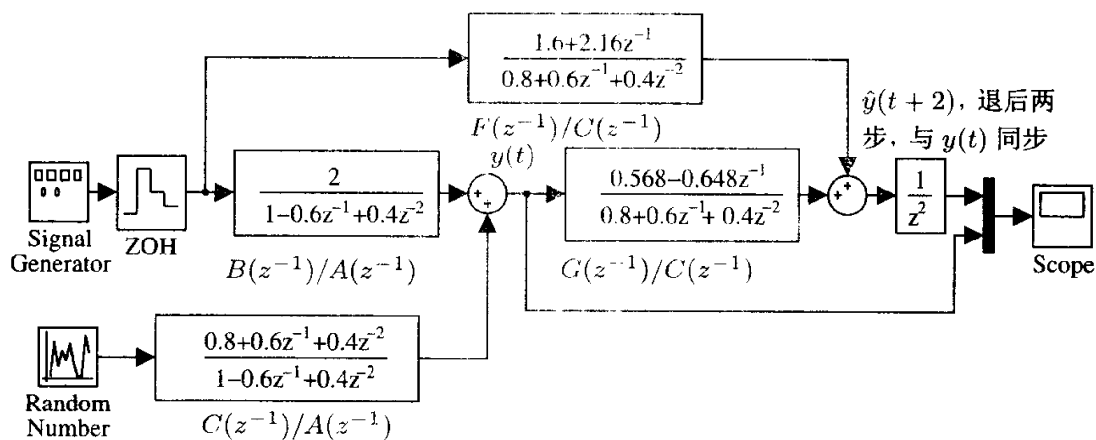 1.6+2.16z⁻¹
0.8+0.6z⁻¹+0.4z⁻²
F(z⁻¹)/C(z⁻¹)
ŷ(t + 2), 退后两
步, 与 y(t) 同步
y(t)
Signal
Generator
ZOH
2
1−0.6z⁻¹+0.4z⁻²
B(z⁻¹)/A(z⁻¹)
+
+
0.568−0.648z⁻¹
0.8+0.6z⁻¹+ 0.4z⁻²
G(z⁻¹)/C(z⁻¹)
+
+
1
z²
Scope
Random
Number
0.8+0.6z⁻¹+0.4z⁻²
1−0.6z⁻¹+0.4z⁻²
C(z⁻¹)/A(z⁻¹)